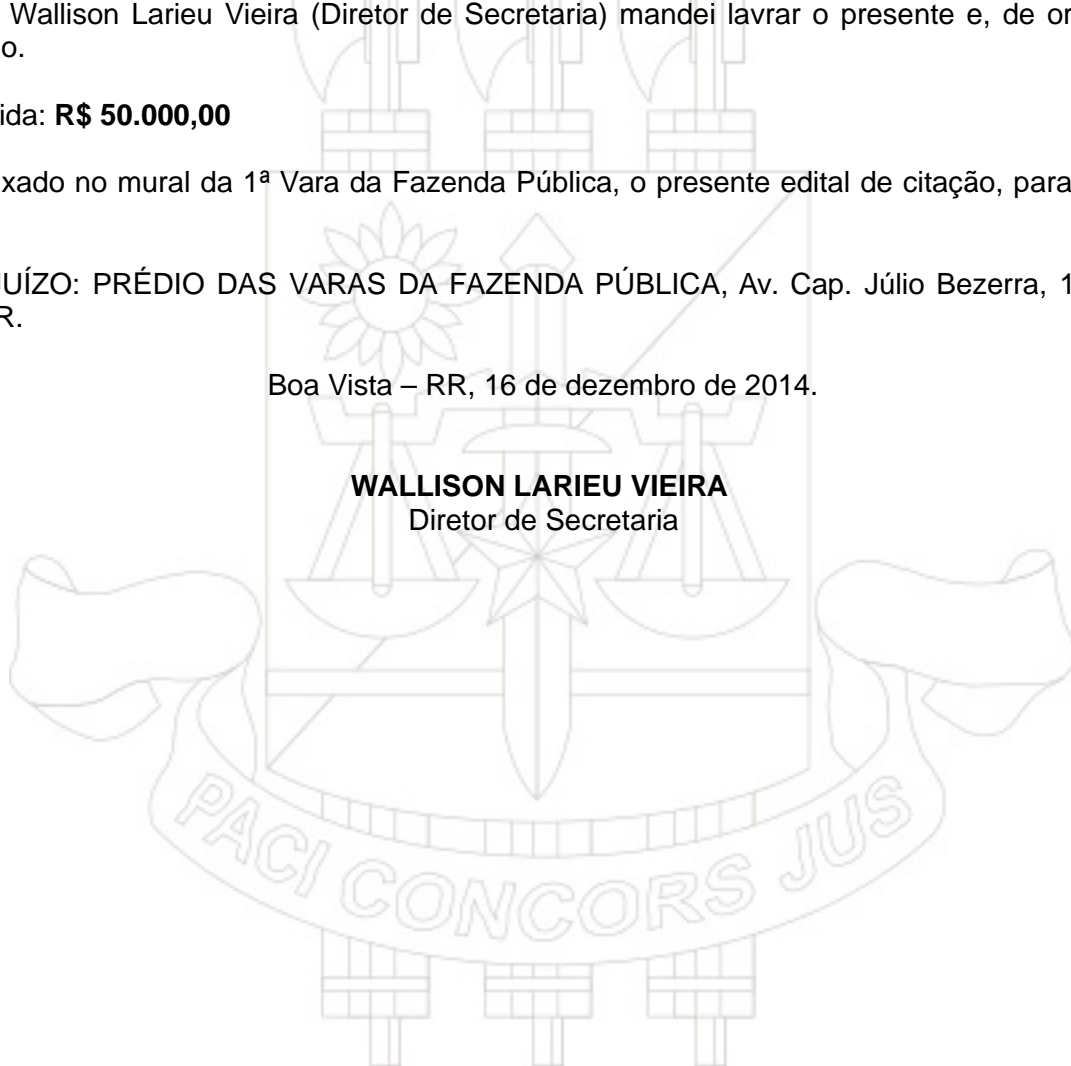 Wallison Larieu Vieira (Diretor de Secretaria) mandei lavrar o presente e, de or
o.
ida: R$ 50.000,00
xado no mural da 1ª Vara da Fazenda Pública, o presente edital de citação, para
UÍZO: PRÉDIO DAS VARAS DA FAZENDA PÚBLICA, Av. Cap. Júlio Bezerra, 1
R.
Boa Vista – RR, 16 de dezembro de 2014.
WALLISON LARIEU VIEIRA
Diretor de Secretaria
PACI CONCORS JUS